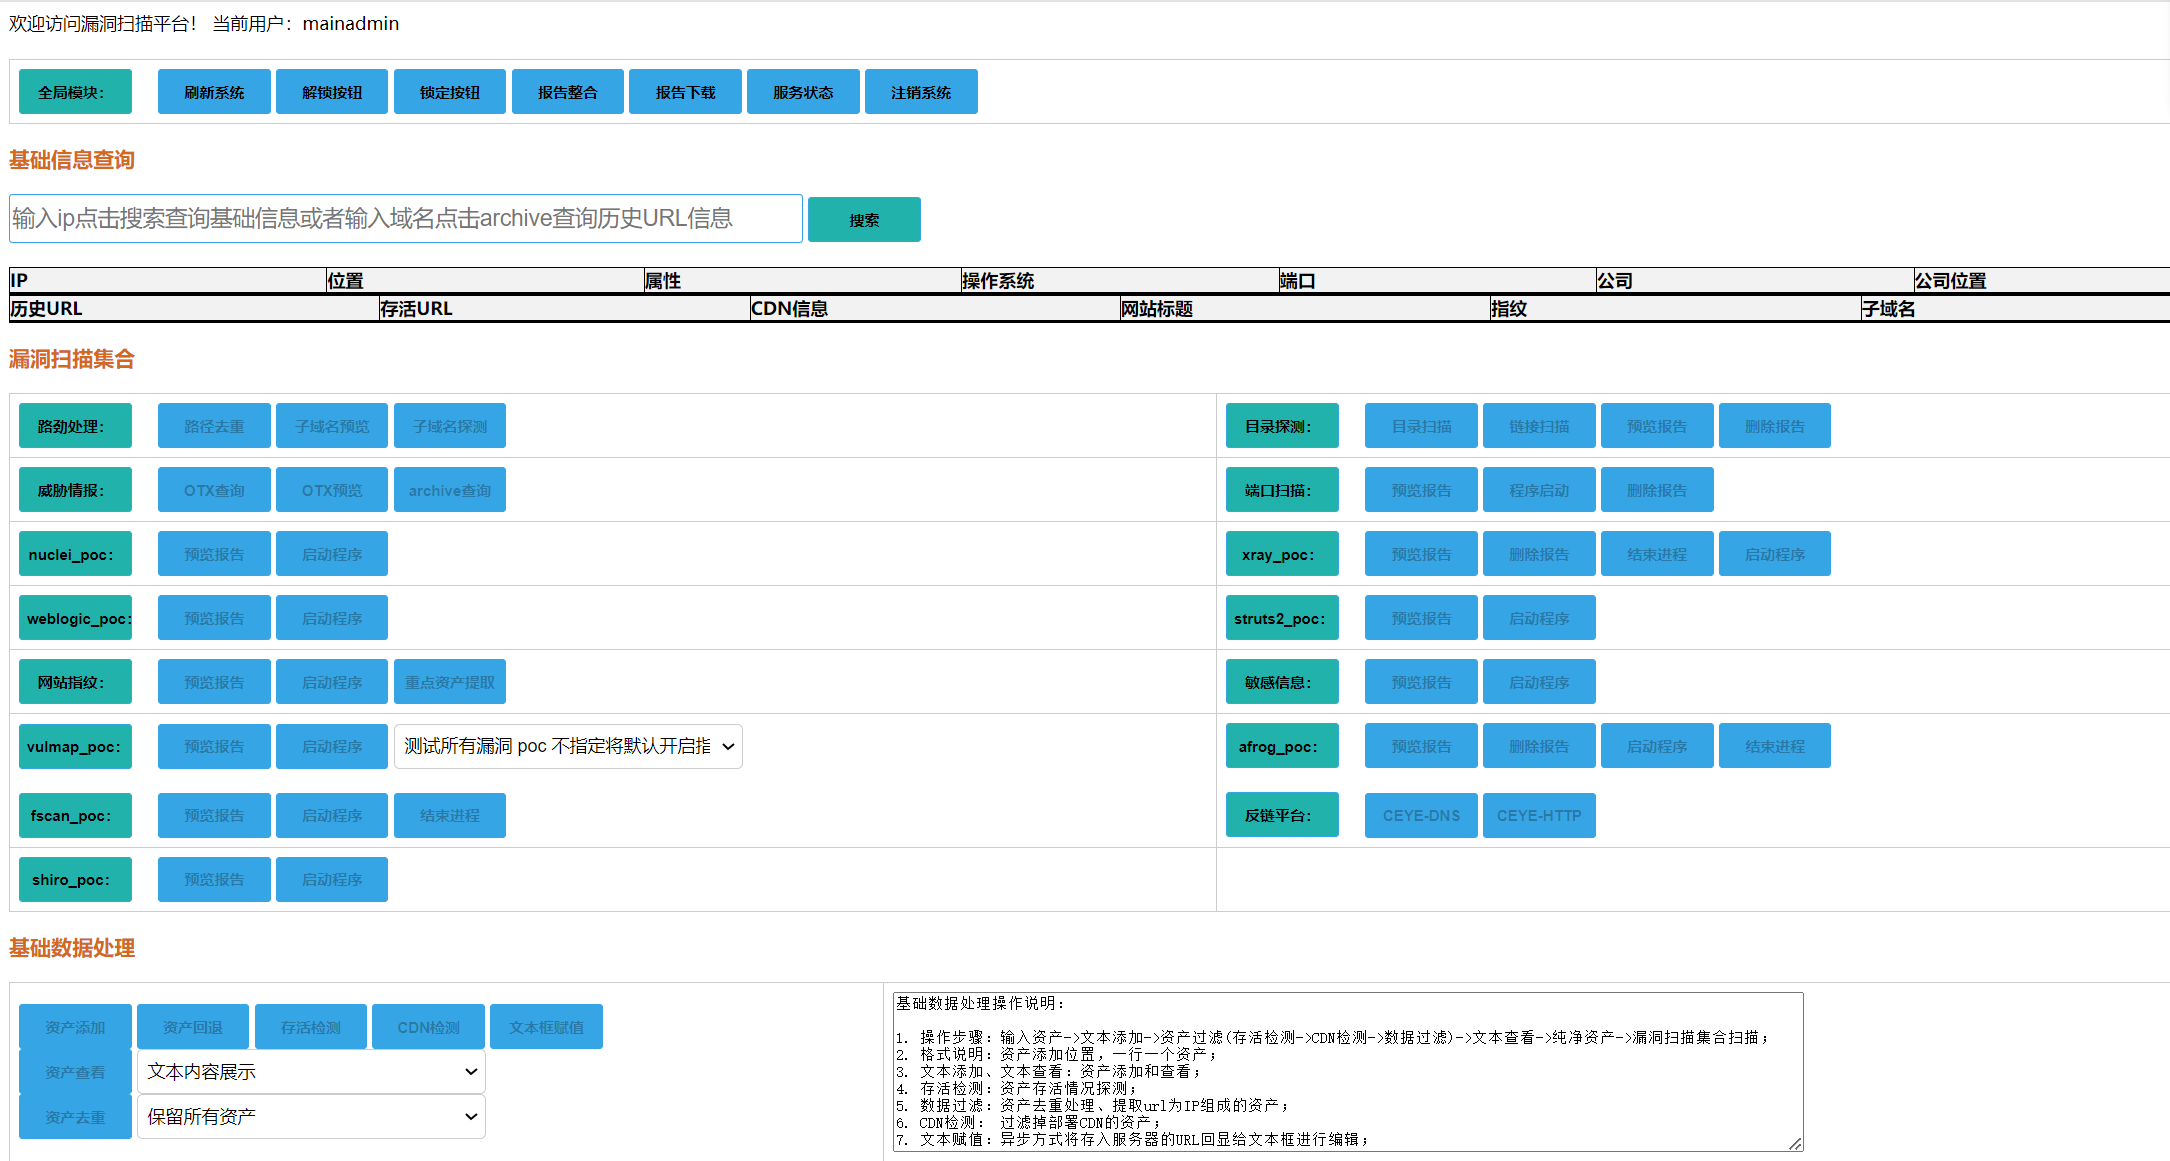 欢迎访问漏洞扫描平台！ 当前用户：mainadmin
全局模块： 刷新系统 解锁按钮 锁定按钮 报告整合 报告下载 服务状态 注销系统
基础信息查询
输入ip点击搜索查询基础信息或者输入域名点击archive查询历史URL信息 搜索
IP 位置 属性 操作系统 端口 公司 公司位置
历史URL 存活URL CDN信息 网站标题 指纹 子域名
漏洞扫描集合
路劲处理： 路径去重 子域名预览 子域名探测 目录探测： 目录扫描 链接扫描 预览报告 删除报告
威胁情报： OTX查询 OTX预览 archive查询 端口扫描： 预览报告 程序启动 删除报告
nuclei_poc： 预览报告 启动程序 xray_poc： 预览报告 删除报告 结束进程 启动程序
weblogic_poc： 预览报告 启动程序 struts2_poc： 预览报告 启动程序
网站指纹： 预览报告 启动程序 重点资产提取 敏感信息： 预览报告 启动程序
vulmap_poc： 预览报告 启动程序 测试所有漏洞 poc 不指定将默认开启指 afrog_poc： 预览报告 删除报告 启动程序 结束进程
fscan_poc： 预览报告 启动程序 结束进程 反链平台： CEYE-DNS CEYE-HTTP
shiro_poc： 预览报告 启动程序
基础数据处理
资产添加 资产回退 存活检测 CDN检测 文本框赋值
资产查看 文本内容展示
资产去重 保留所有资产
基础数据处理操作说明：
1. 操作步骤：输入资产->文本添加->资产过滤(存活检测->CDN检测->数据过滤)->文本查看->纯净资产->漏洞扫描集合扫描；
2. 格式说明：资产添加位置，一行一个资产；
3. 文本添加、文本查看：资产添加和查看；
4. 存活检测：资产存活情况探测；
5. 数据过滤：资产去重处理、提取url为IP组成的资产；
6. CDN检测： 过滤掉部署CDN的资产；
7. 文本赋值：异步方式将存入服务器的URL回显给文本框进行编辑；